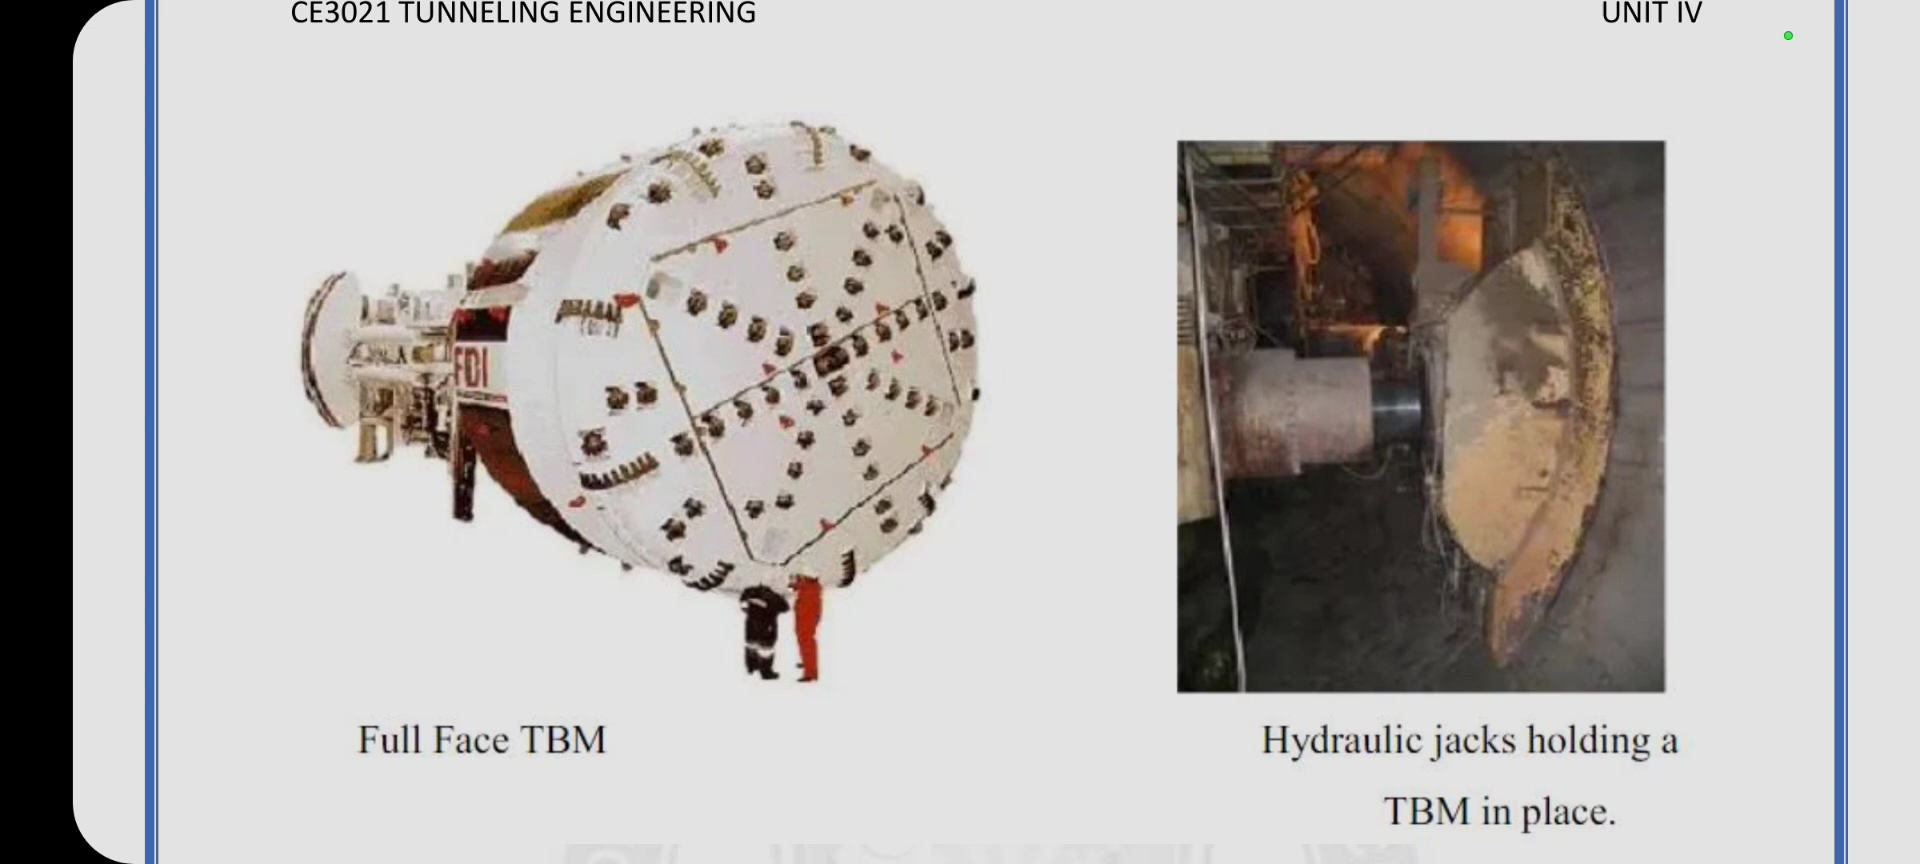 CE3021 TUNNELING ENGINEERING
UNIT IV
FDI
Full Face TBM
Hydraulic jacks holding a
TBM in place.